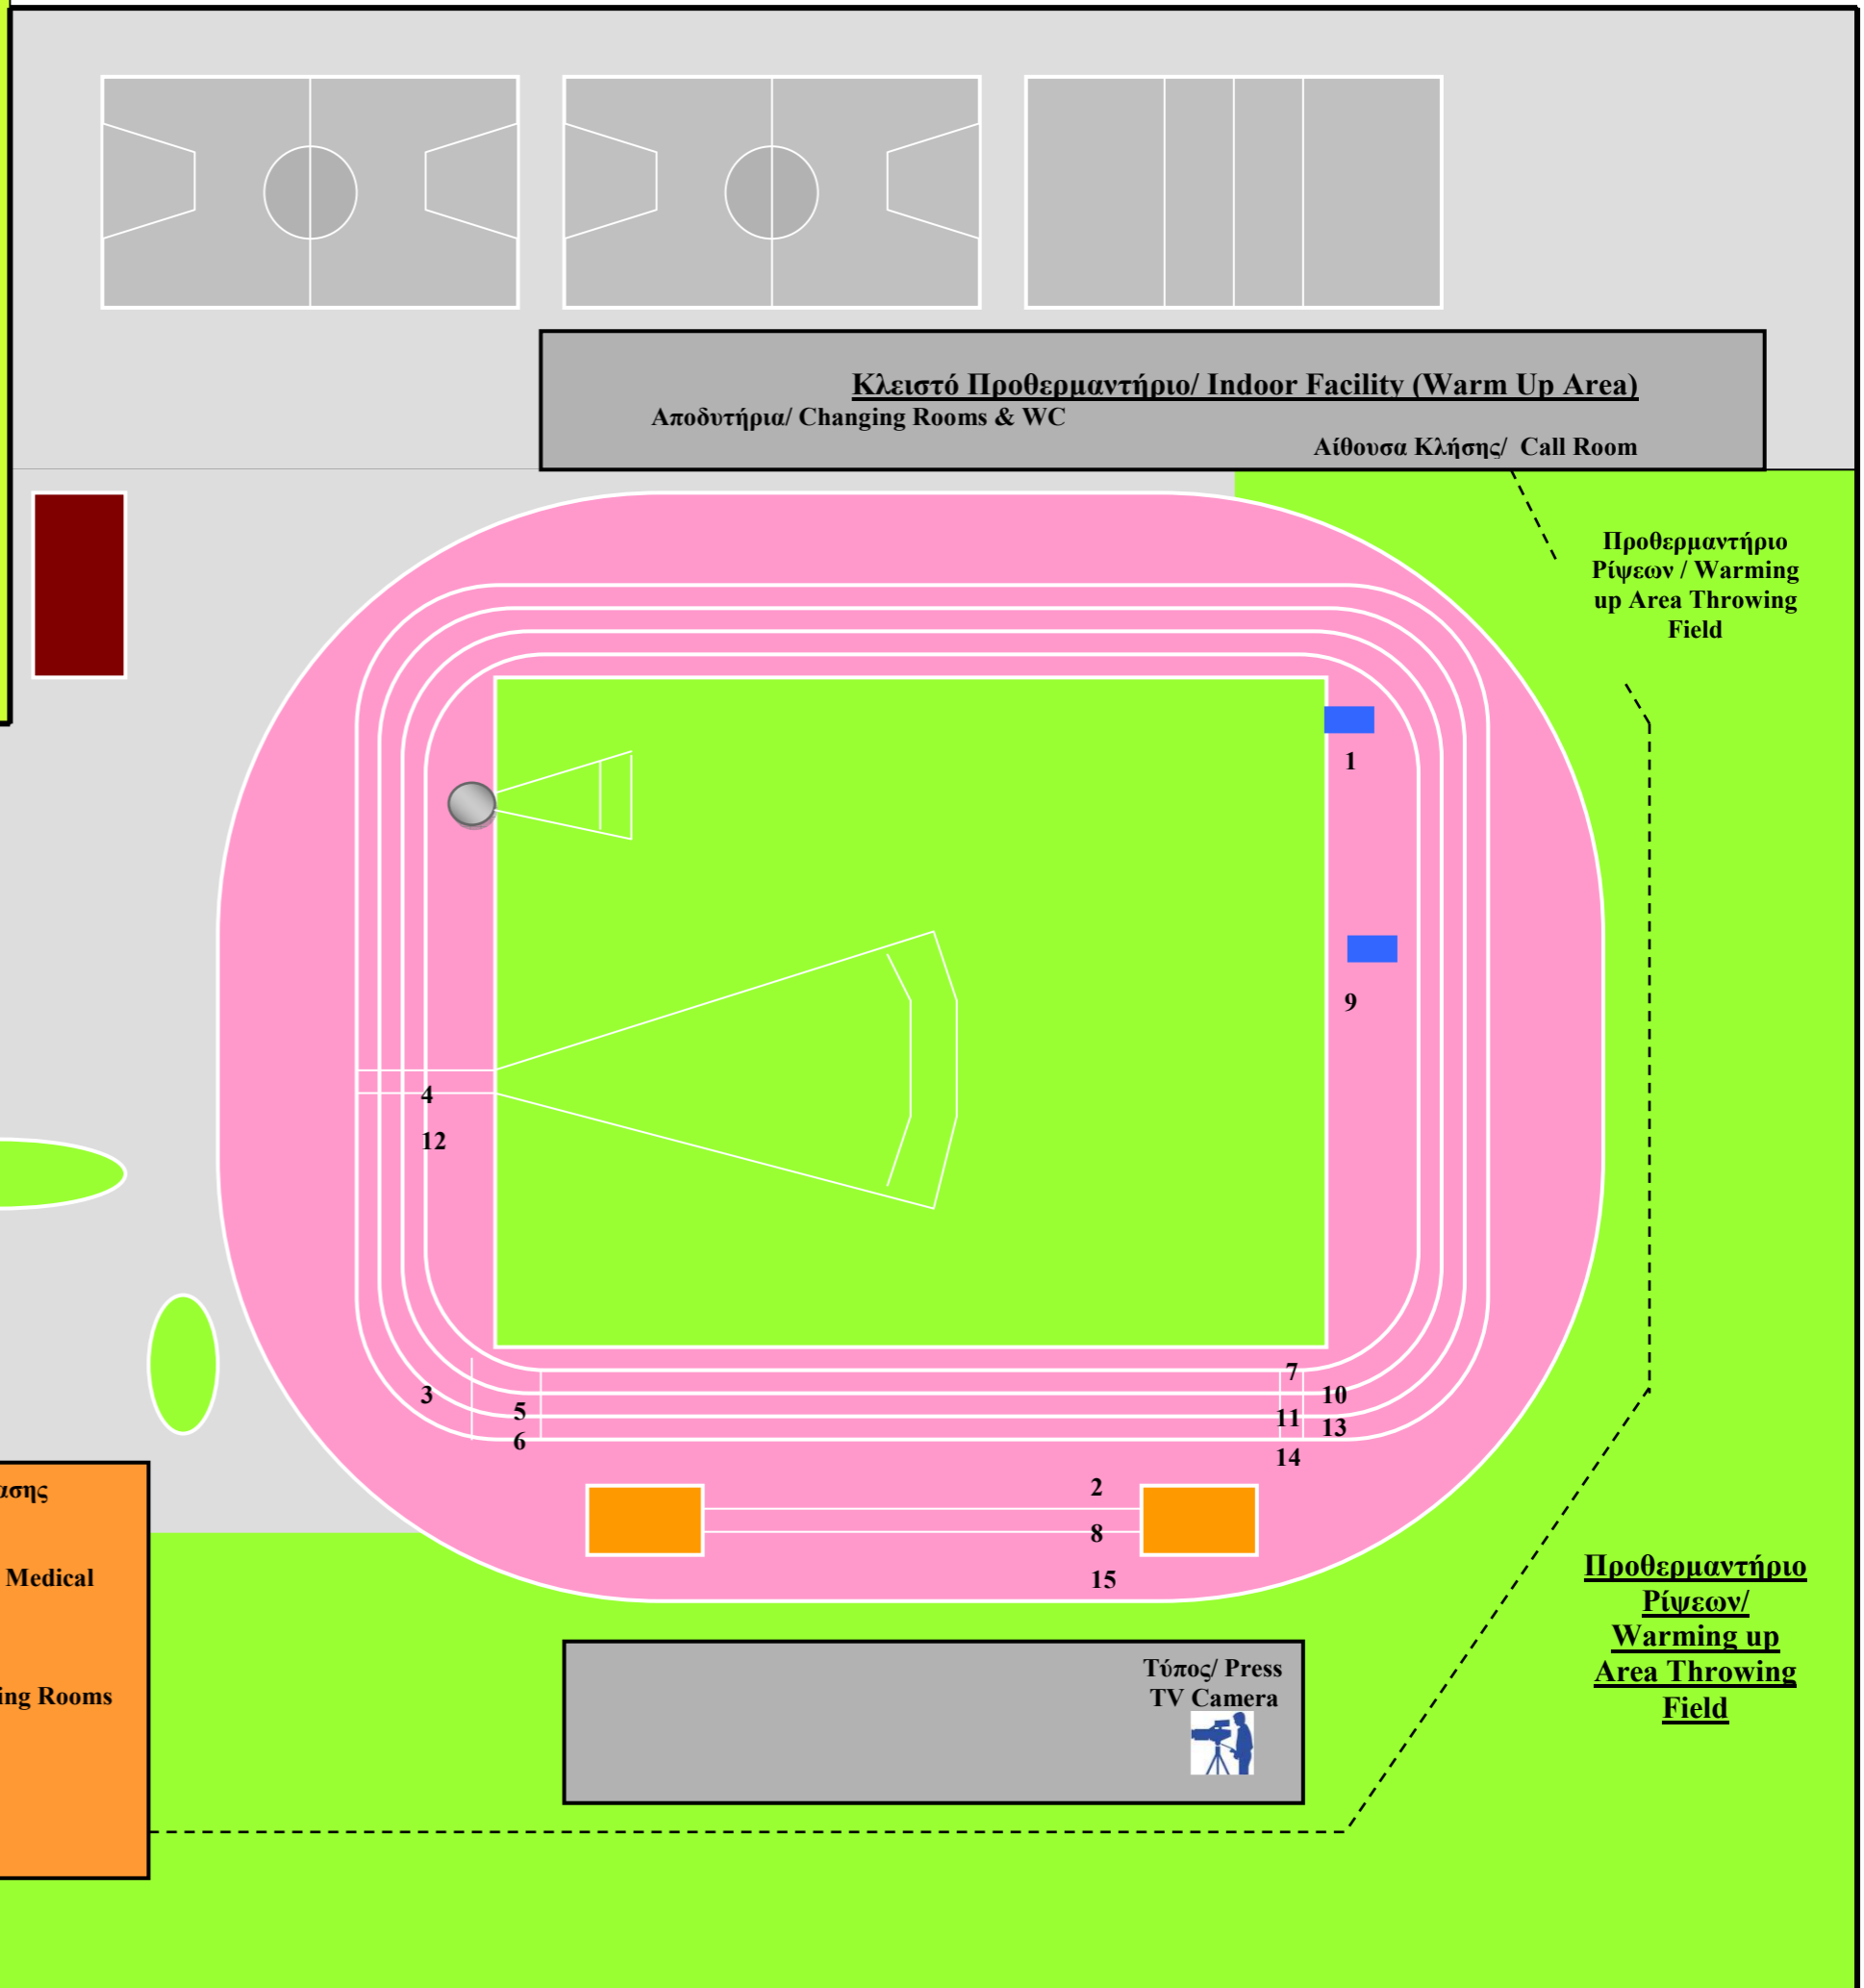 Κλειστό Προθερμαντήριο/ Indoor Facility (Warm Up Area)
Αποδυτήρια/ Changing Rooms & WC
Αίθουσα Κλήσης/ Call Room
Προθερμαντήριο
Ρίψεων / Warming
up Area Throwing
Field
1
9
4
12
7
3
10
5
11
13
6
14
2
8
15
ασης
Medical
ing Rooms
Τύπος/ Press
TV Camera
Προθερμαντήριο
Ρίψεων/
Warming up
Area Throwing
Field